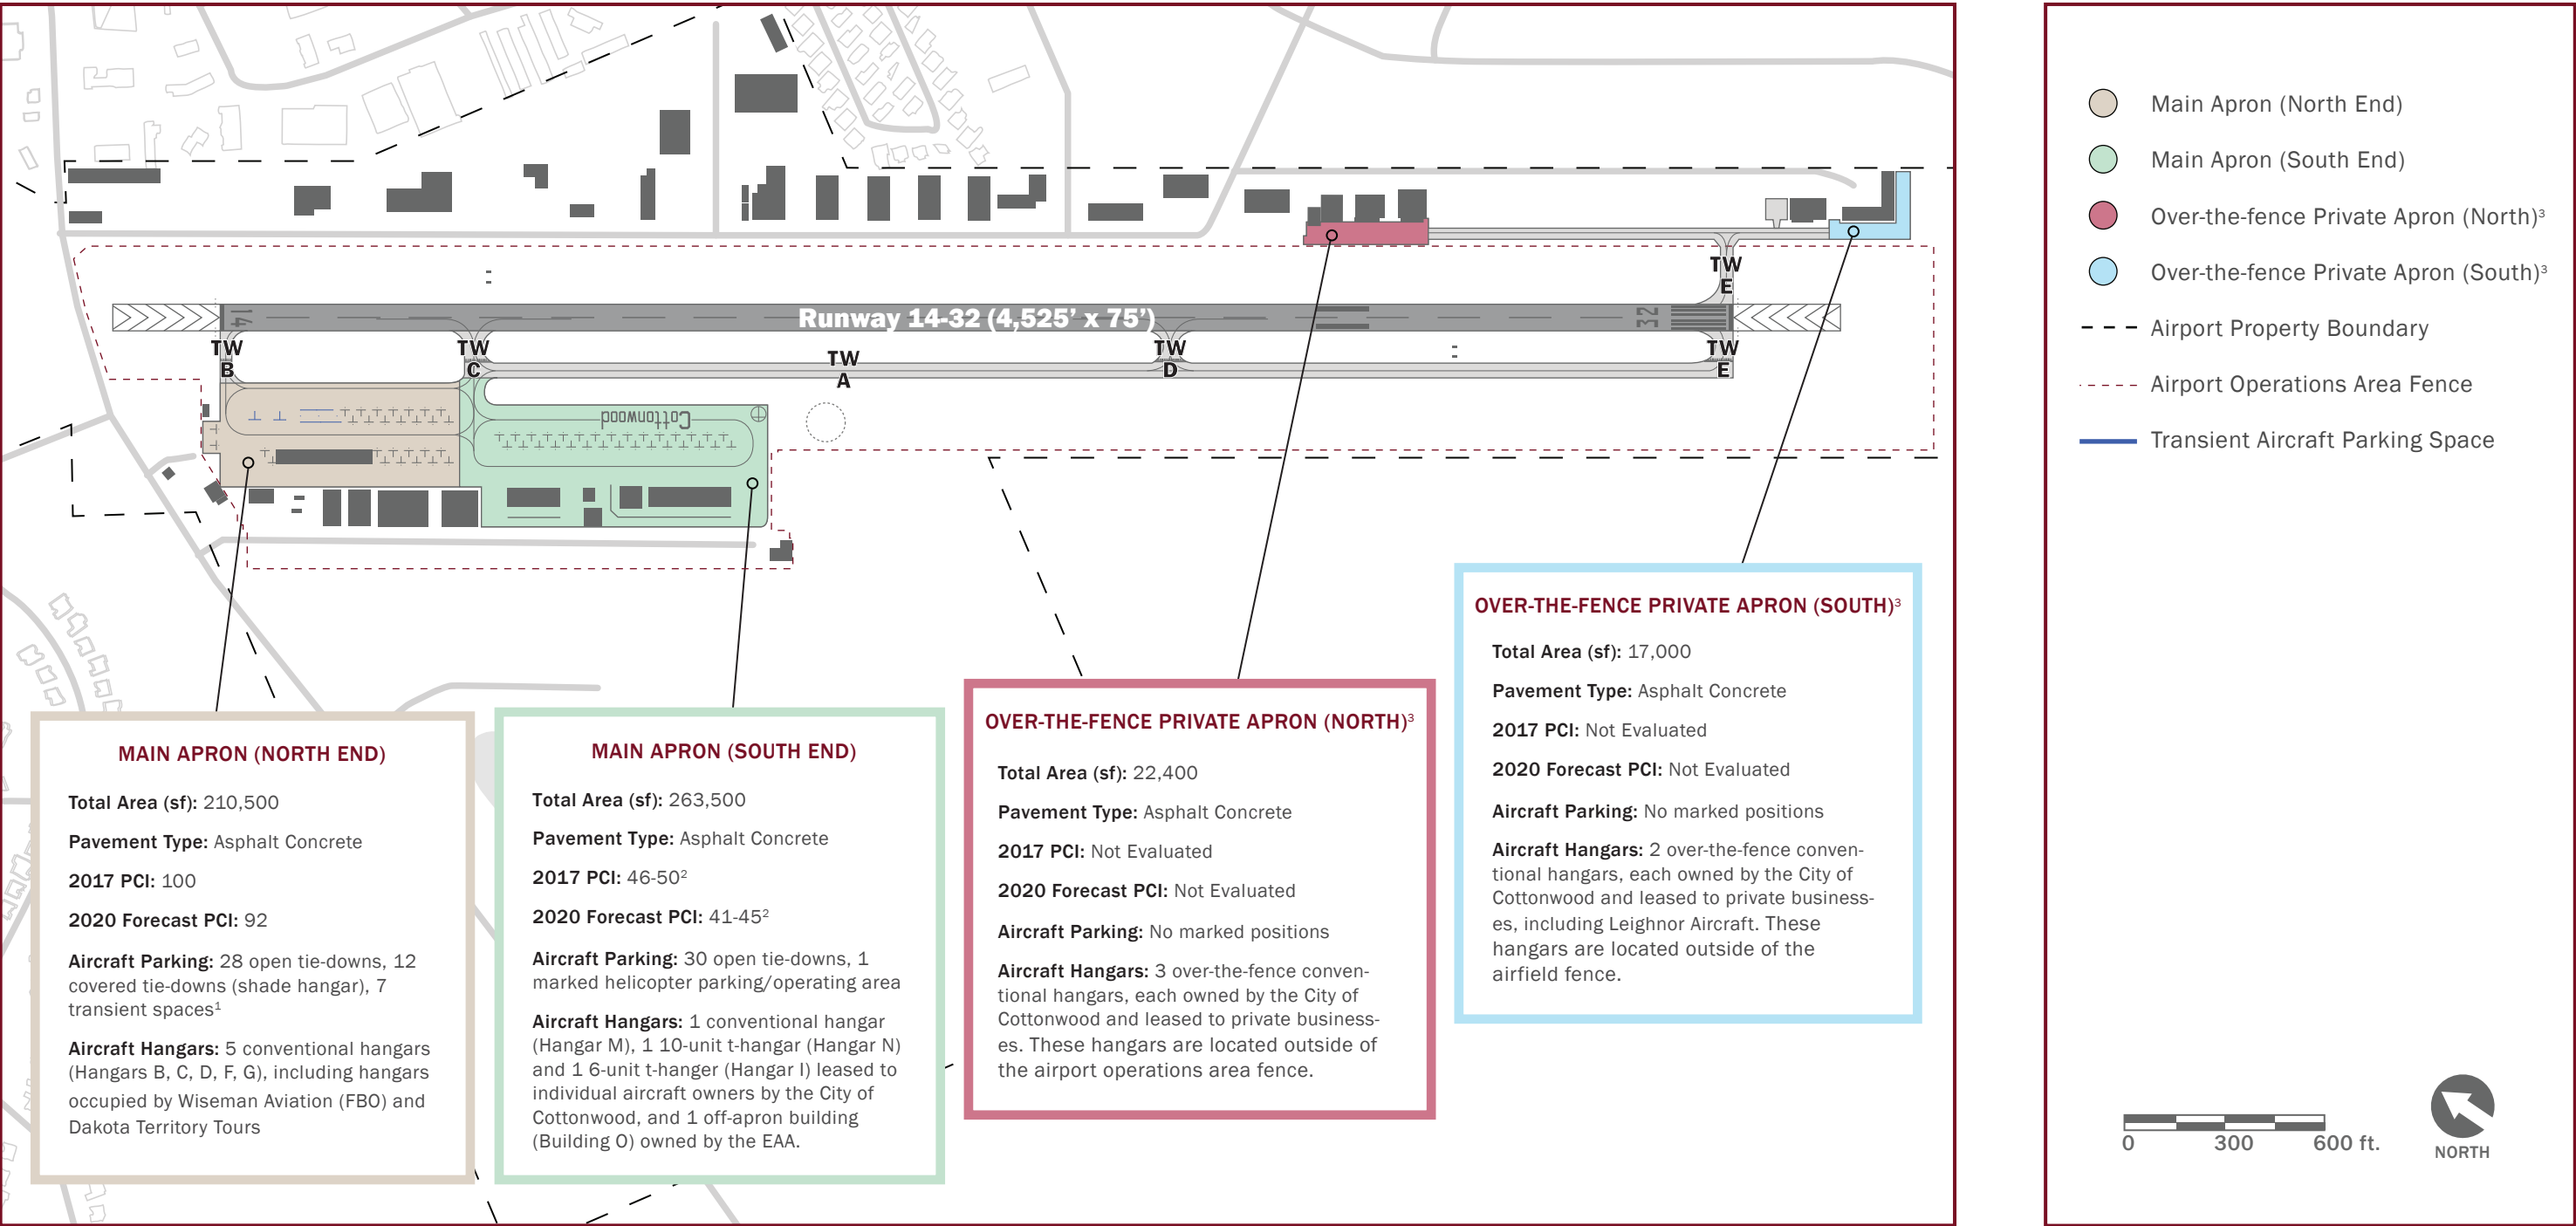 Runway 14-32 (4,525' x 75')
14
32
TW
B
TW
C
TW
A
TW
D
TW
E
TW
E
Cottonwood
MAIN APRON (NORTH END)
Total Area (sf): 210,500
Pavement Type: Asphalt Concrete
2017 PCI: 100
2020 Forecast PCI: 92
Aircraft Parking: 28 open tie-downs, 12
covered tie-downs (shade hangar), 7
transient spaces¹
Aircraft Hangars: 5 conventional hangars
(Hangars B, C, D, F, G), including hangars
occupied by Wiseman Aviation (FBO) and
Dakota Territory Tours
MAIN APRON (SOUTH END)
Total Area (sf): 263,500
Pavement Type: Asphalt Concrete
2017 PCI: 46-50²
2020 Forecast PCI: 41-45²
Aircraft Parking: 30 open tie-downs, 1
marked helicopter parking/operating area
Aircraft Hangars: 1 conventional hangar
(Hangar M), 1 10-unit t-hangar (Hangar N)
and 1 6-unit t-hanger (Hangar I) leased to
individual aircraft owners by the City of
Cottonwood, and 1 off-apron building
(Building O) owned by the EAA.
OVER-THE-FENCE PRIVATE APRON (NORTH)³
Total Area (sf): 22,400
Pavement Type: Asphalt Concrete
2017 PCI: Not Evaluated
2020 Forecast PCI: Not Evaluated
Aircraft Parking: No marked positions
Aircraft Hangars: 3 over-the-fence conven-
tional hangars, each owned by the City of
Cottonwood and leased to private business-
es. These hangars are located outside of
the airport operations area fence.
OVER-THE-FENCE PRIVATE APRON (SOUTH)³
Total Area (sf): 17,000
Pavement Type: Asphalt Concrete
2017 PCI: Not Evaluated
2020 Forecast PCI: Not Evaluated
Aircraft Parking: No marked positions
Aircraft Hangars: 2 over-the-fence conven-
tional hangars, each owned by the City of
Cottonwood and leased to private business-
es, including Leighnor Aircraft. These
hangars are located outside of the
airfield fence.
Main Apron (North End)
Main Apron (South End)
Over-the-fence Private Apron (North)³
Over-the-fence Private Apron (South)³
Airport Property Boundary
Airport Operations Area Fence
Transient Aircraft Parking Space
0 300 600 ft.
NORTH